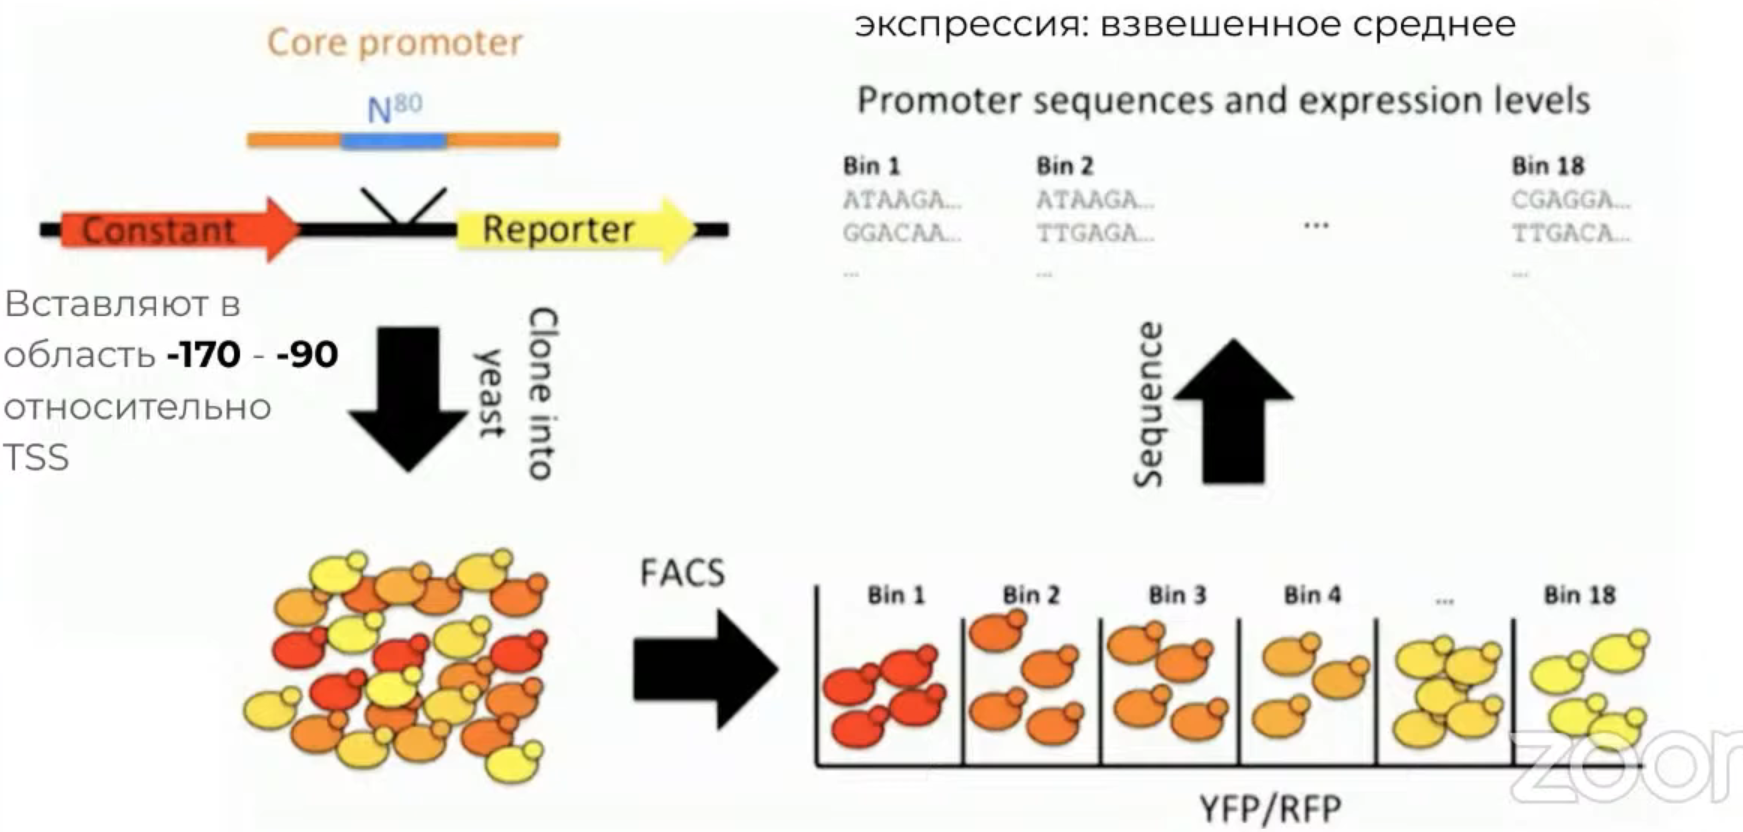 экспрессия: взвешенное среднее
Core promoter
N80
Constant
Reporter
Вставляют в
область -170 - -90
относительно
TSS
Clone into
yeast
FACS
Bin 1
Bin 2
Bin 3
Bin 4
...
Bin 18
YFP/RFP
Sequence
Promoter sequences and expression levels
Bin 1
ATAAGA...
GGACAA...
...
Bin 2
ATAAGA...
TTGAGA...
...
...
Bin 18
CGAGGA...
TTGACA...
...
zoom